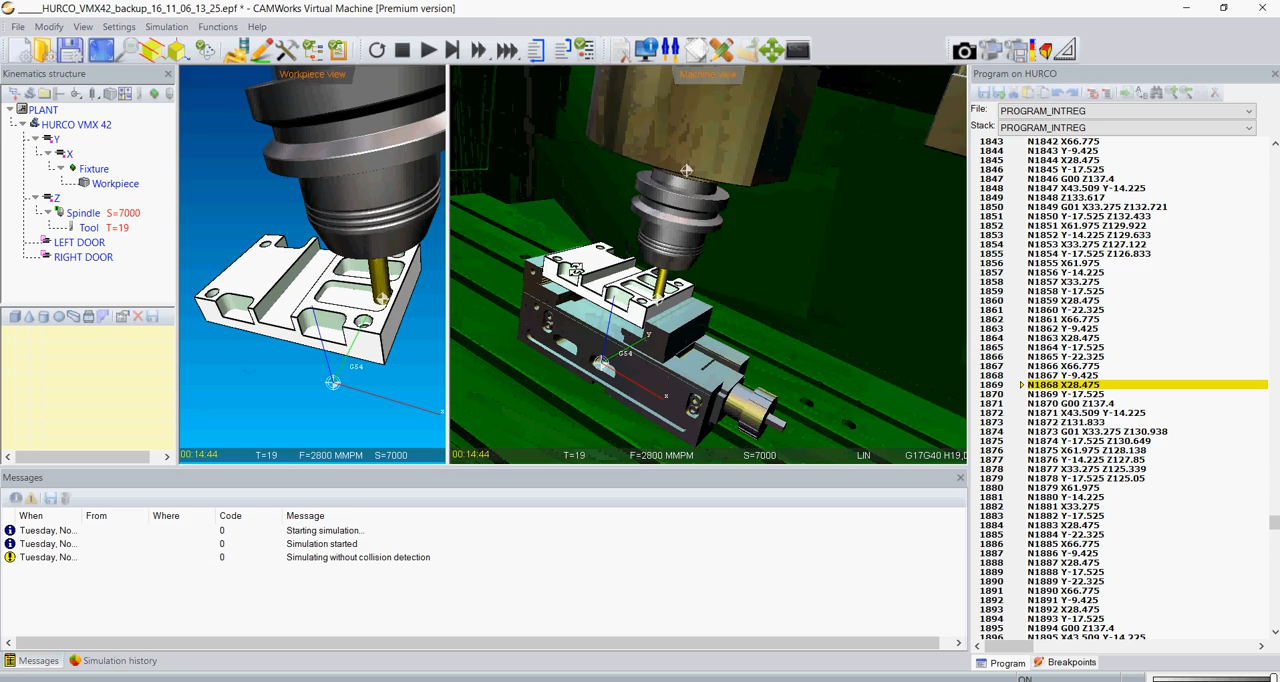 _____HURCO_VMX42_backup_16_11_06_13_25.epf * - CAMWorks Virtual Machine [Premium version]
File Modify View Settings Simulation Functions Help
Kinematics structure
PLANT
HURCO VMX 42
Y
X
Fixture
Workpiece
Z
Spindle S=7000
Tool T=19
LEFT DOOR
RIGHT DOOR
Workpiece view
G54
x
00:14:44 T=19 F=2800 MMPM S=7000
Machine view
Y
G54
x
00:14:44 T=19 F=2800 MMPM S=7000 LIN G17G40 H19,D
Program on HURCO
File: PROGRAM_INTREG
Stack: PROGRAM_INTREG
1843 N1842 X66.775
1844 N1843 Y-9.425
1845 N1844 X28.475
1846 N1845 Y-17.525
1847 N1846 G00 Z137.4
1848 N1847 X43.509 Y-14.225
1849 N1848 Z133.617
1850 N1849 G01 X33.275 Z132.721
1851 N1850 Y-17.525 Z132.433
1852 N1851 X61.975 Z129.922
1853 N1852 Y-14.225 Z129.633
1854 N1853 X33.275 Z127.122
1855 N1854 Y-17.525 Z126.833
1856 N1855 X61.975
1857 N1856 Y-14.225
1858 N1857 X33.275
1859 N1858 Y-17.525
1860 N1859 X28.475
1861 N1860 Y-22.325
1862 N1861 X66.775
1863 N1862 Y-9.425
1864 N1863 X28.475
1865 N1864 Y-17.525
1866 N1865 Y-22.325
1867 N1866 X66.775
1868 N1867 Y-9.425
1869 N1868 X28.475
1870 N1869 Y-17.525
1871 N1870 G00 Z137.4
1872 N1871 X43.509 Y-14.225
1873 N1872 Z131.833
1874 N1873 G01 X33.275 Z130.938
1875 N1874 Y-17.525 Z130.649
1876 N1875 X61.975 Z128.138
1877 N1876 Y-14.225 Z127.85
1878 N1877 X33.275 Z125.339
1879 N1878 Y-17.525 Z125.05
1880 N1879 X61.975
1881 N1880 Y-14.225
1882 N1881 X33.275
1883 N1882 Y-17.525
1884 N1883 X28.475
1885 N1884 Y-22.325
1886 N1885 X66.775
1887 N1886 Y-9.425
1888 N1887 X28.475
1889 N1888 Y-17.525
1890 N1889 Y-22.325
1891 N1890 X66.775
1892 N1891 Y-9.425
1893 N1892 X28.475
1894 N1893 Y-17.525
1895 N1894 G00 Z137.4
1896 N1895 X43.509 Y-14.225
Program Breakpoints
Messages
When From Where Code Message
Tuesday, No... 0 Starting simulation...
Tuesday, No... 0 Simulation started
Tuesday, No... 0 Simulating without collision detection
Messages Simulation history
ON